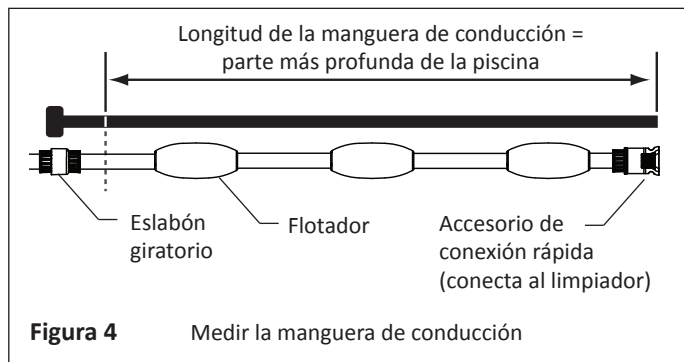 Longitud de la manguera de conducción =
parte más profunda de la piscina
Eslabón
giratorio
Flotador
Accesorio de
conexión rápida
(conecta al limpiador)
Figura 4 Medir la manguera de conducción